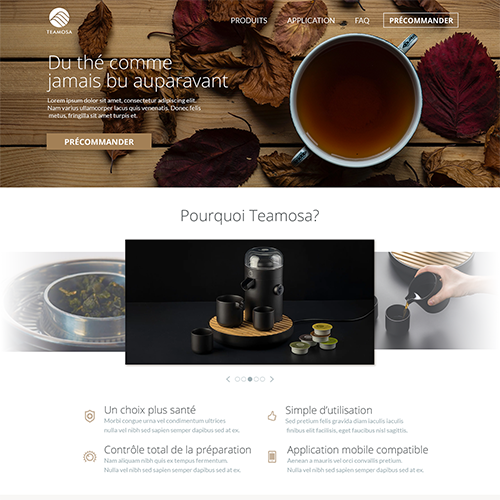 TEAMOSA
PRODUITS
APPLICATION
FAQ
PRÉCOMMANDER
Du thé comme
jamais bu auparavant
Lorem ipsum dolor sit amet, consectetur adipiscing elit.
Nam varius ullamcorper lacus quis venenatis. Donec felis
metus, fringilla sit amet turpis et.
PRÉCOMMANDER
Pourquoi Teamosa?
Un choix plus santé
Morbi congue urna vel condimentum ultrices
nulla vel nibh sed sapien semper dapibus sed at ex.
Simple d'utilisation
Sed pretium felis gravida diam iaculis iaculis
finibus elit facilisis, eget faucibus nisl sagittis.
Contrôle total de la préparation
Nam aliquam nibh quis ex tempus fermentum.
Nulla vel nibh sed sapien semper dapibus sed at ex.
Application mobile compatible
Aenean a mauris vel orci convallis pretium.
Nulla vel nibh sed sapien semper dapibus sed at ex.